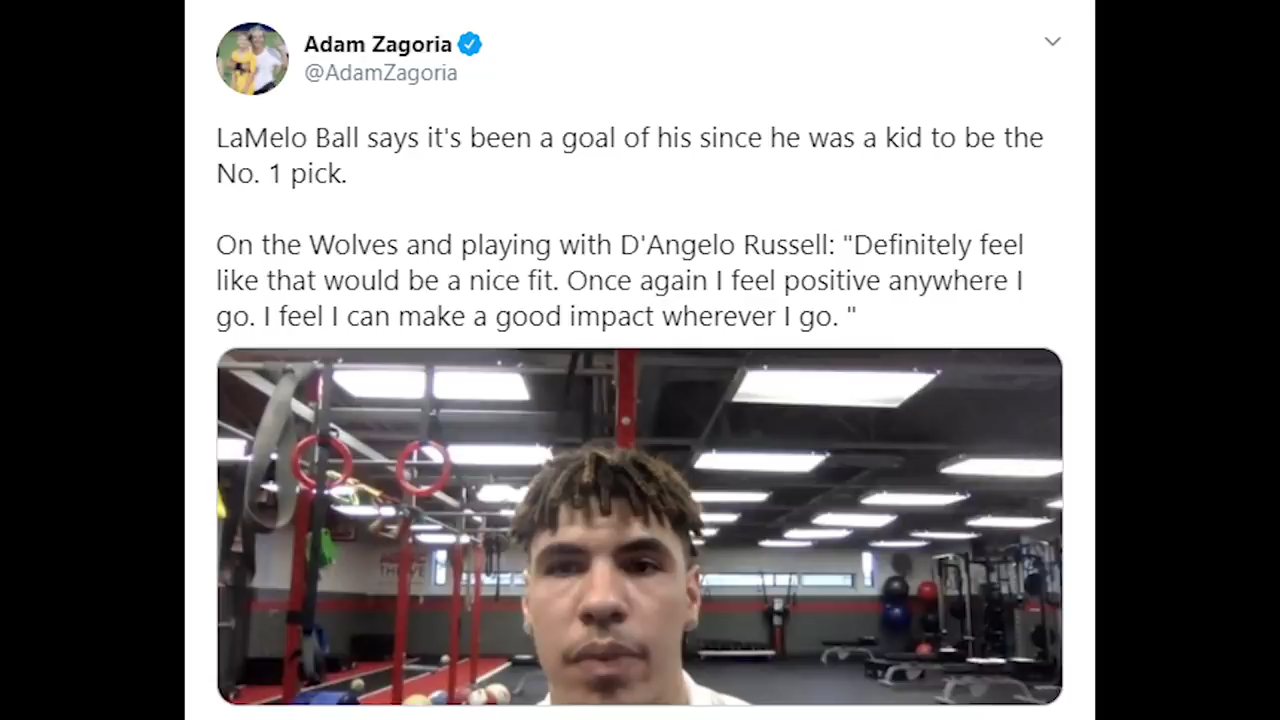 Adam Zagoria
@AdamZagoria
LaMelo Ball says it's been a goal of his since he was a kid to be the
No. 1 pick.
On the Wolves and playing with D'Angelo Russell: "Definitely feel
like that would be a nice fit. Once again I feel positive anywhere I
go. I feel I can make a good impact wherever I go. "